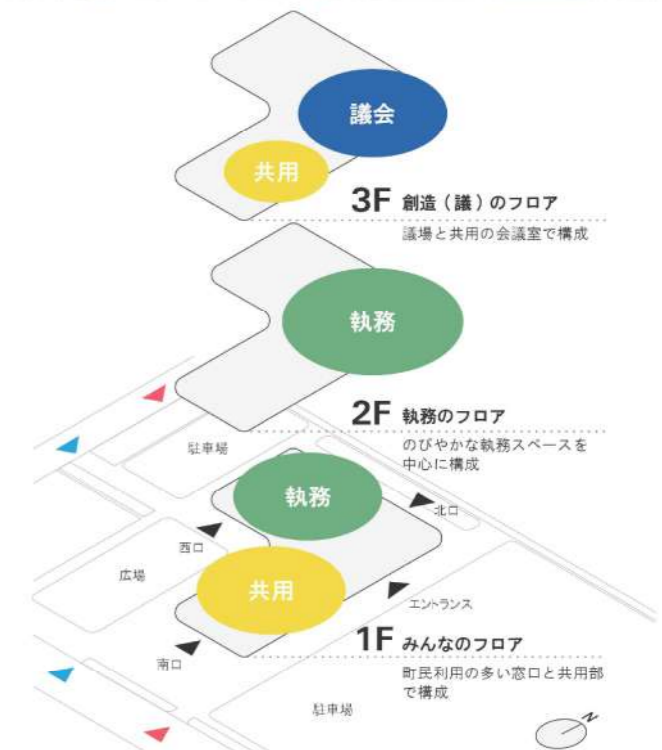 議会
共用
3F 創造(議)のフロア
議場と共用の会議室で構成
執務
2F 執務のフロア
のびやかな執務スペースを
中心に構成
駐車場
執務
北口
西口
広場
共用
エントランス
1F みんなのフロア
南口
町民利用の多い窓口と共用部
で構成
駐車場
N